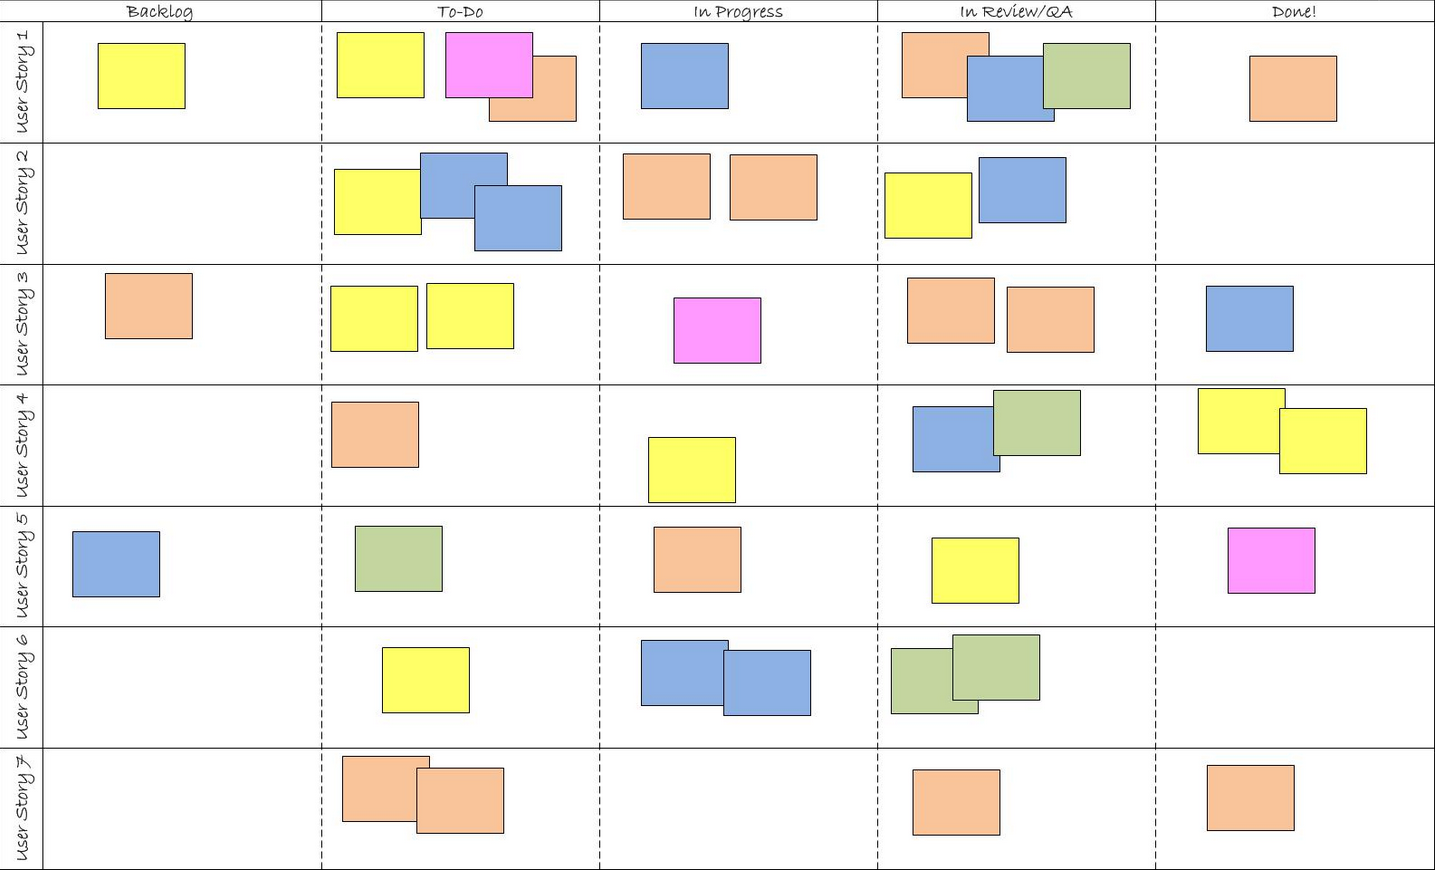 Backlog
To-Do
In Progress
In Review/QA
Done!
User Story 1
User Story 2
User Story 3
User Story 4
User Story 5
User Story 6
User Story 7